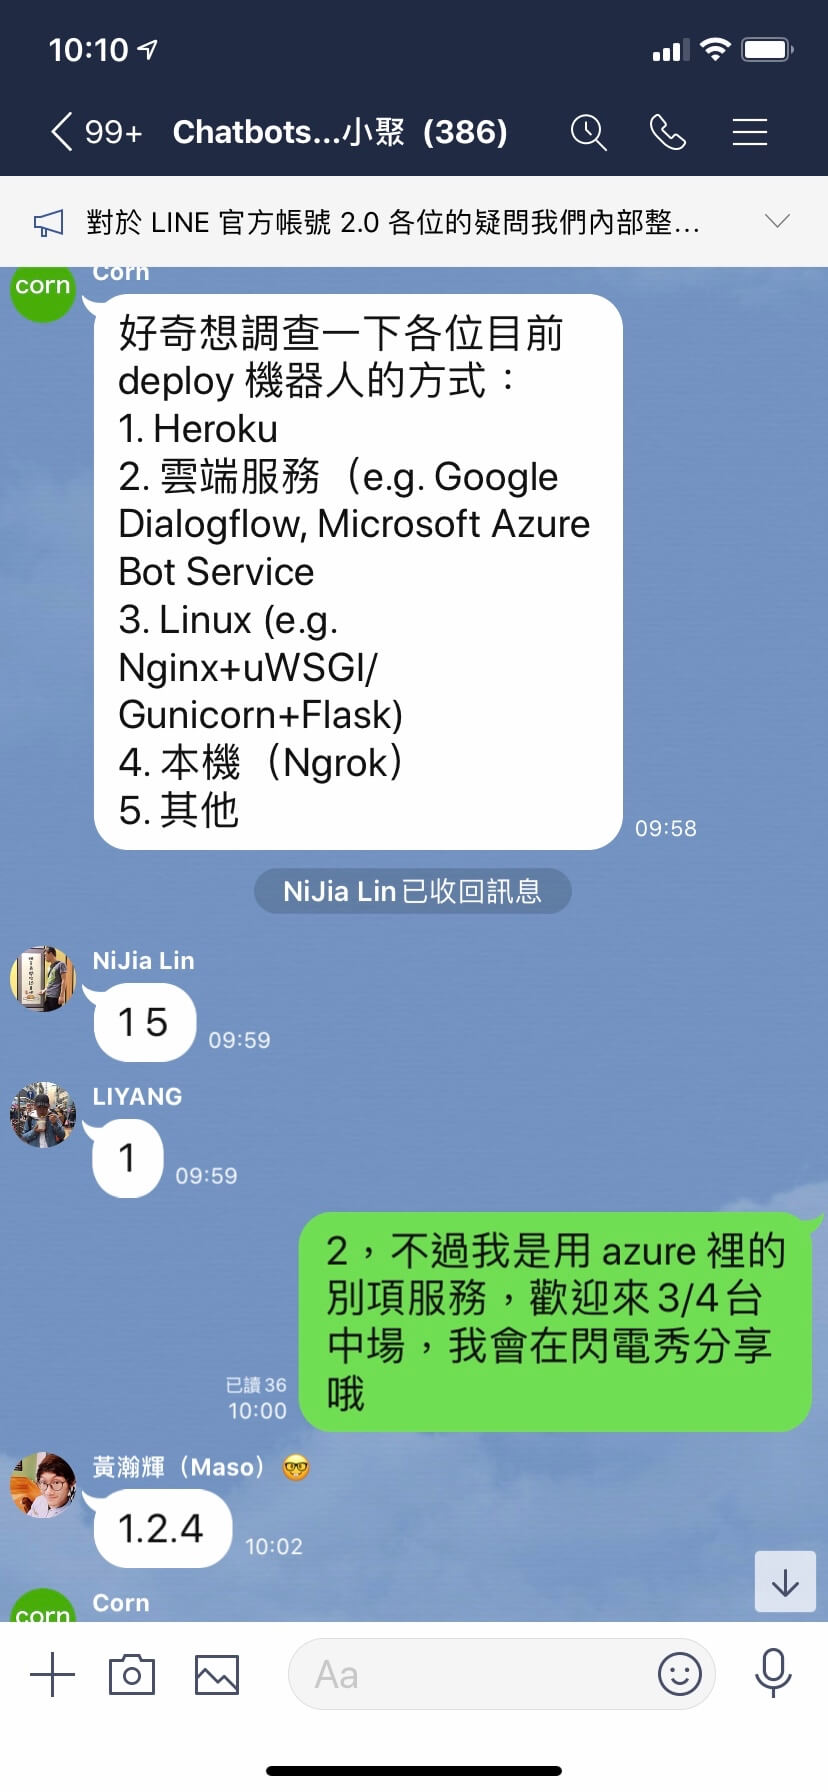 10:10
99+ Chatbots...小聚 (386)
對於 LINE 官方帳號 2.0 各位的疑問我們內部整...
corn
Corn
好奇想調查一下各位目前
deploy 機器人的方式：
1. Heroku
2. 雲端服務（e.g. Google
Dialogflow, Microsoft Azure
Bot Service
3. Linux (e.g.
Nginx+uWSGI/
Gunicorn+Flask)
4. 本機（Ngrok）
5. 其他
09:58
NiJia Lin已收回訊息
NiJia Lin
1 5
09:59
LIYANG
1
09:59
2，不過我是用 azure 裡的
別項服務，歡迎來 3/4 台
中場，我會在閃電秀分享
哦
已讀 36
10:00
黃瀚輝（Maso）🤓
1.2.4
10:02
corn
Corn
Aa